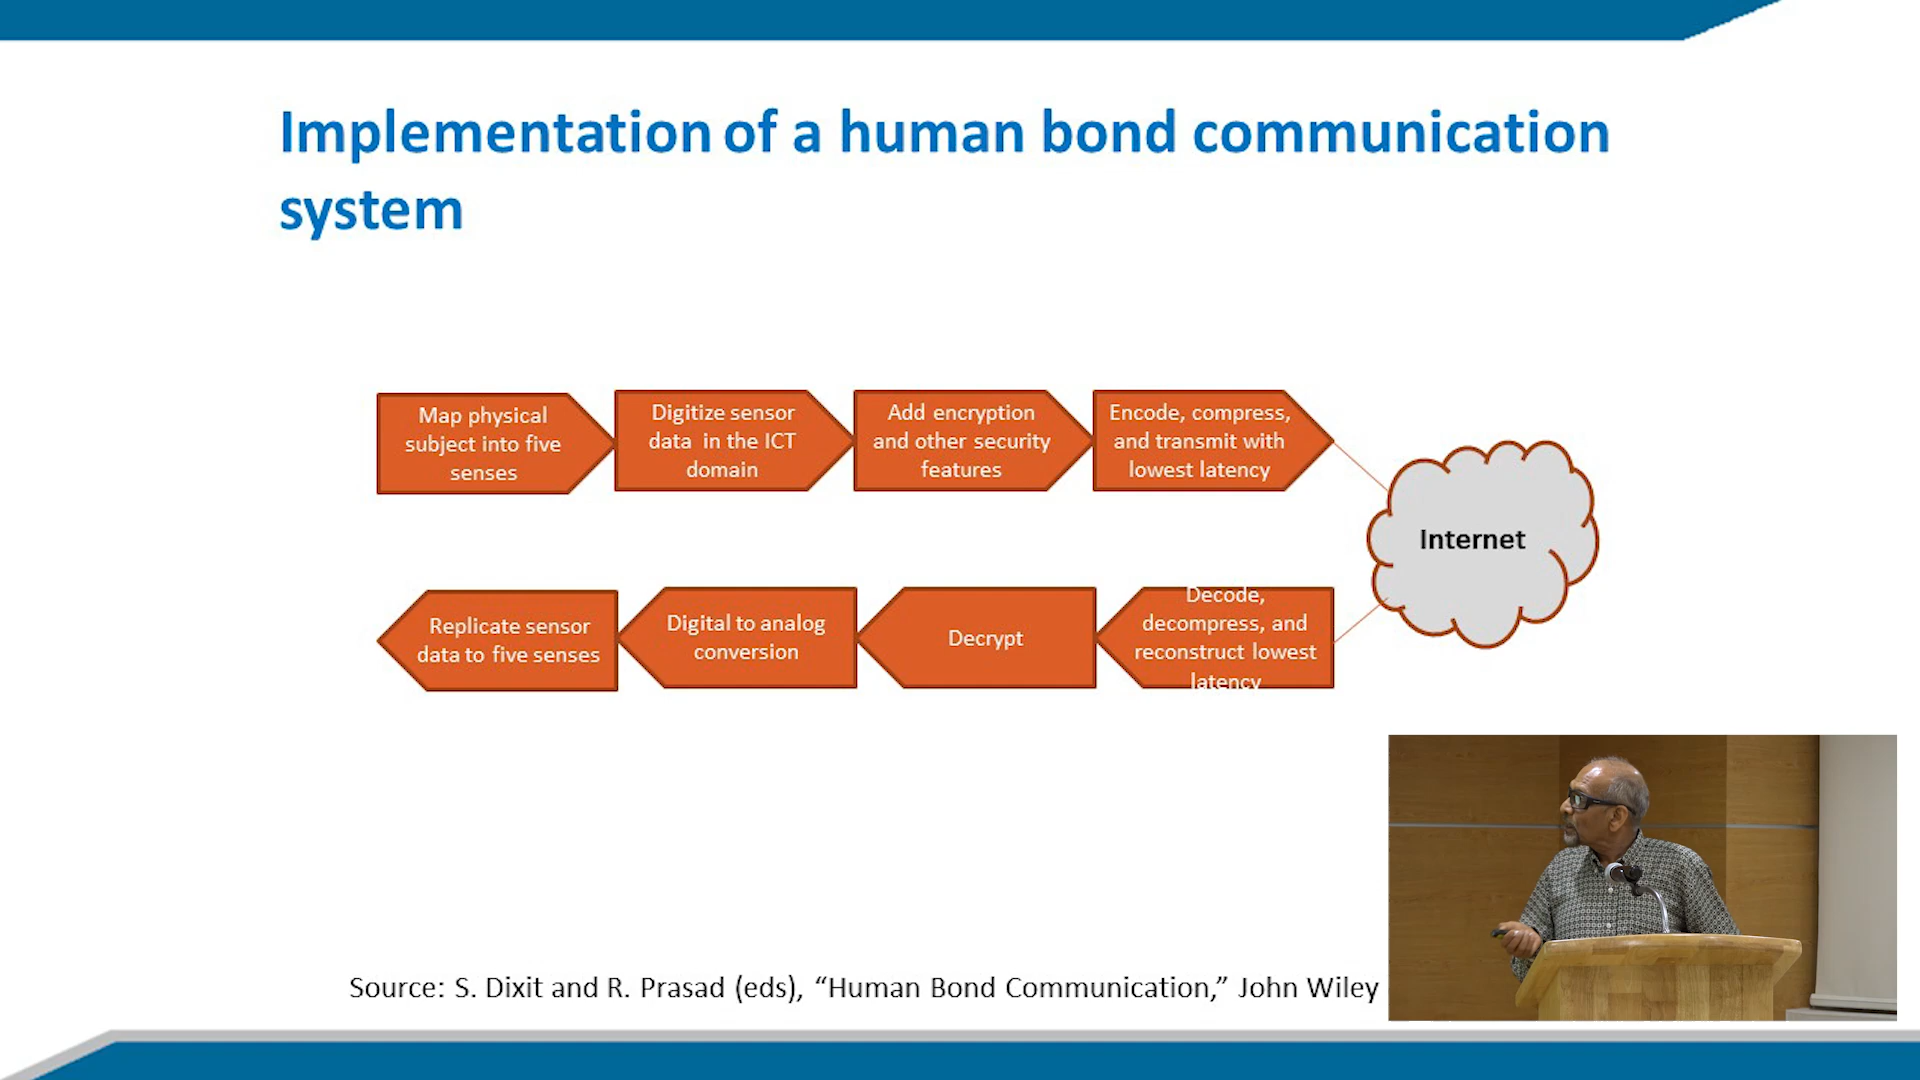 Implementation of a human bond communication
system
Map physical
subject into five
senses
Digitize sensor
data in the ICT
domain
Add encryption
and other security
features
Encode, compress,
and transmit with
lowest latency
Internet
Replicate sensor
data to five senses
Digital to analog
conversion
Decrypt
Decode,
decompress, and
reconstruct lowest
latency
Source: S. Dixit and R. Prasad (eds), “Human Bond Communication,” John Wiley